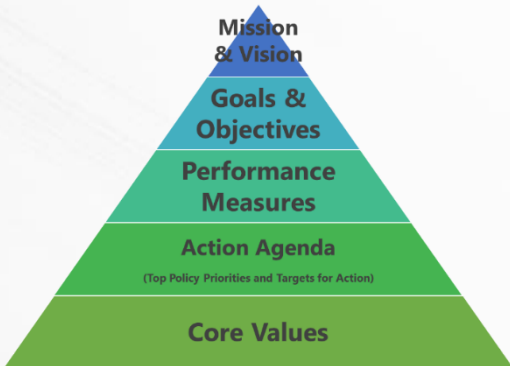 Mission
& Vision
Goals &
Objectives
Performance
Measures
Action Agenda
(Top Policy Priorities and Targets for Action)
Core Values